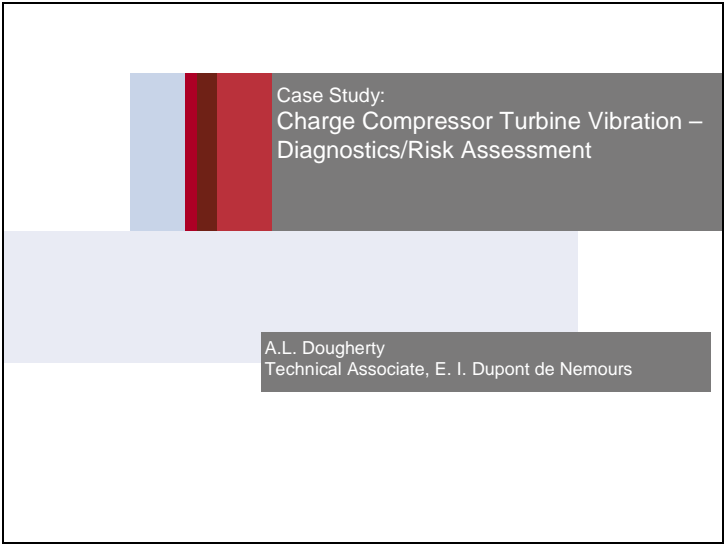 Case Study:
Charge Compressor Turbine Vibration –
Diagnostics/Risk Assessment
A.L. Dougherty
Technical Associate, E. I. Dupont de Nemours